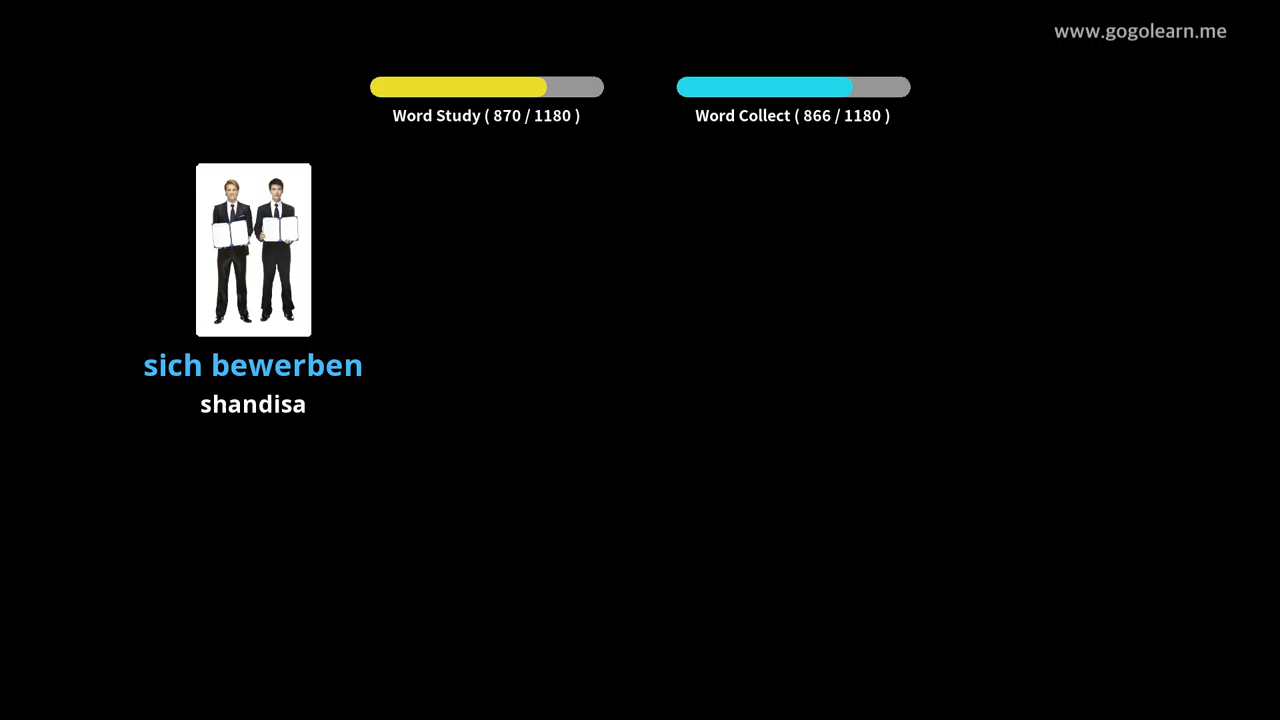 www.gogolearn.me
Word Study ( 870 / 1180 )
Word Collect ( 866 / 1180 )
sich bewerben
shandisa